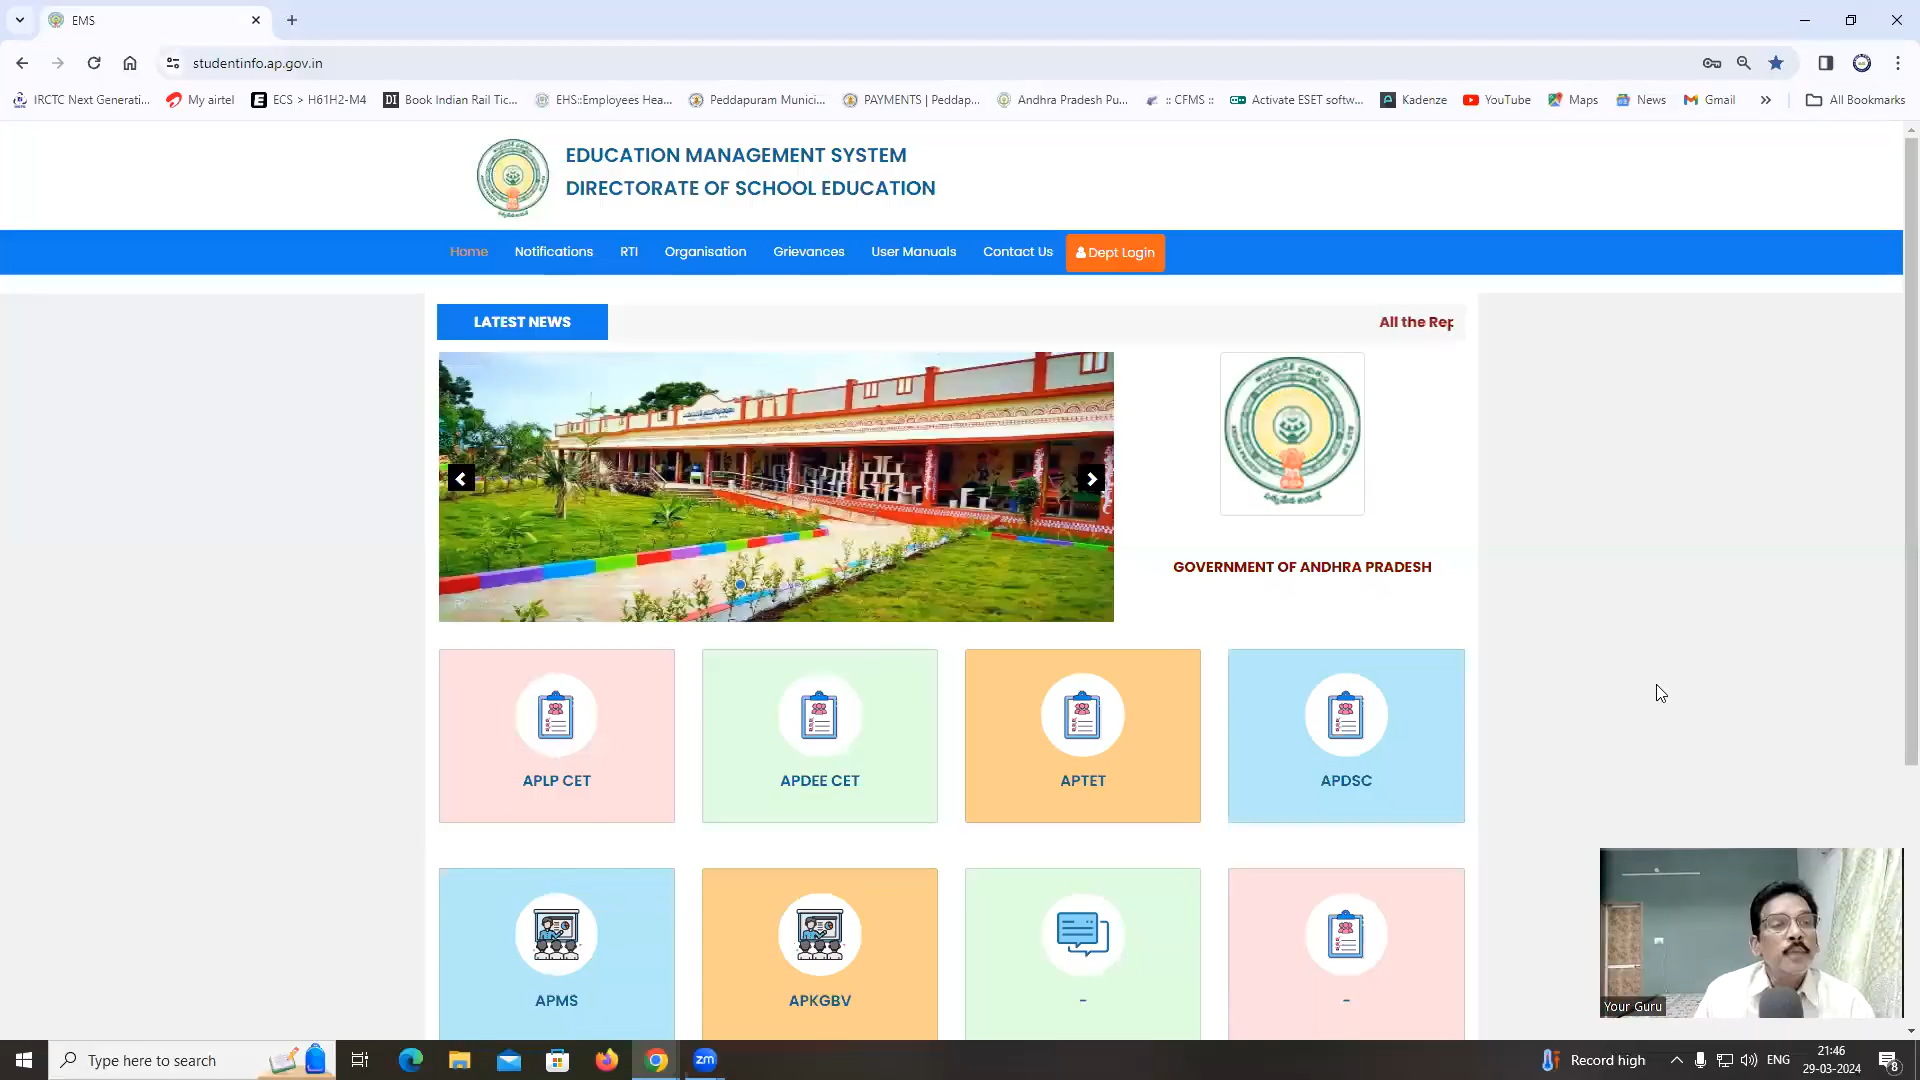 EMS
studentinfo.ap.gov.in
IRCTC Next Generati...
My airtel
ECS > H61H2-M4
Book Indian Rail Tic...
EHS::Employees Hea...
Peddapuram Munici...
PAYMENTS | Peddap...
Andhra Pradesh Pu...
:: CFMS ::
Activate ESET softw...
Kadenze
YouTube
Maps
News
Gmail
All Bookmarks
EDUCATION MANAGEMENT SYSTEM
DIRECTORATE OF SCHOOL EDUCATION
Home
Notifications
RTI
Organisation
Grievances
User Manuals
Contact Us
Dept Login
LATEST NEWS
All the Rep
GOVERNMENT OF ANDHRA PRADESH
APLP CET
APDEE CET
APTET
APDSC
APMS
APKGBV
-
-
Your Guru
Type here to search
zm
Record high
ENG
21:46
29-03-2024
8